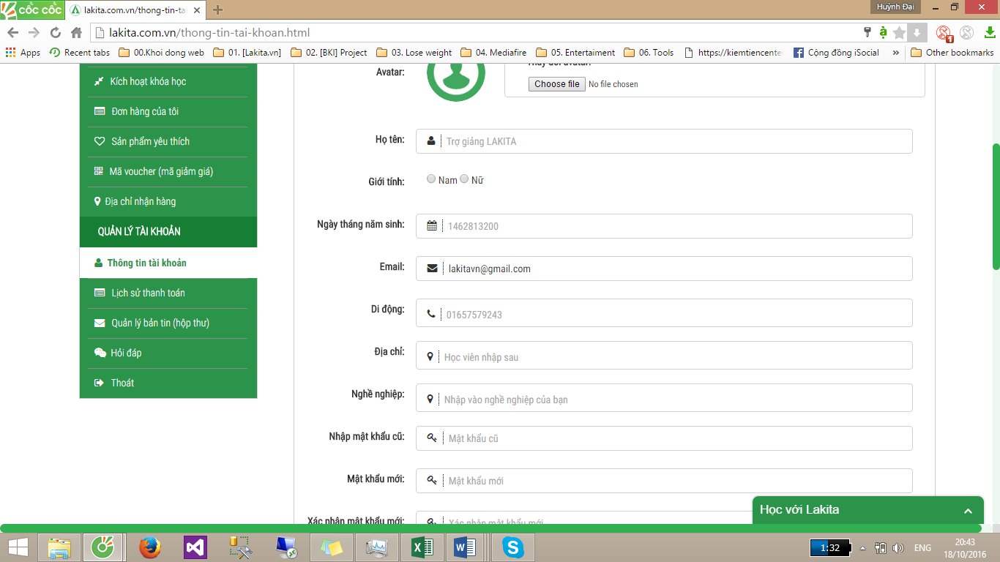 cốc cốc
lakita.com.vn/thong-tin-tai
Huỳnh Đại
lakita.com.vn/thong-tin-tai-khoan.html
Apps Recent tabs 00.Khoi dong web 01. [Lakita.vn] 02. [BKI] Project 03. Lose weight 04. Mediafire 05. Entertaiment 06. Tools https://kiemtiencente Cộng đồng iSocial » Other bookmarks
Kích hoạt khóa học
Đơn hàng của tôi
Sản phẩm yêu thích
Mã voucher (mã giảm giá)
Địa chỉ nhận hàng
QUẢN LÝ TÀI KHOẢN
Thông tin tài khoản
Lịch sử thanh toán
Quản lý bản tin (hộp thư)
Hỏi đáp
Thoát
Avatar:
Thay đổi avatar:
Choose file No file chosen
Họ tên: Trợ giảng LAKITA
Giới tính: Nam Nữ
Ngày tháng năm sinh: 1462813200
Email: lakitavn@gmail.com
Di động: 01657579243
Địa chỉ: Học viên nhập sau
Nghề nghiệp: Nhập vào nghề nghiệp của bạn
Nhập mật khẩu cũ: Mật khẩu cũ
Mật khẩu mới: Mật khẩu mới
Xác nhận mật khẩu mới: Xác nhận mật khẩu mới
Học với Lakita
1:32
ENG
20:43
18/10/2016